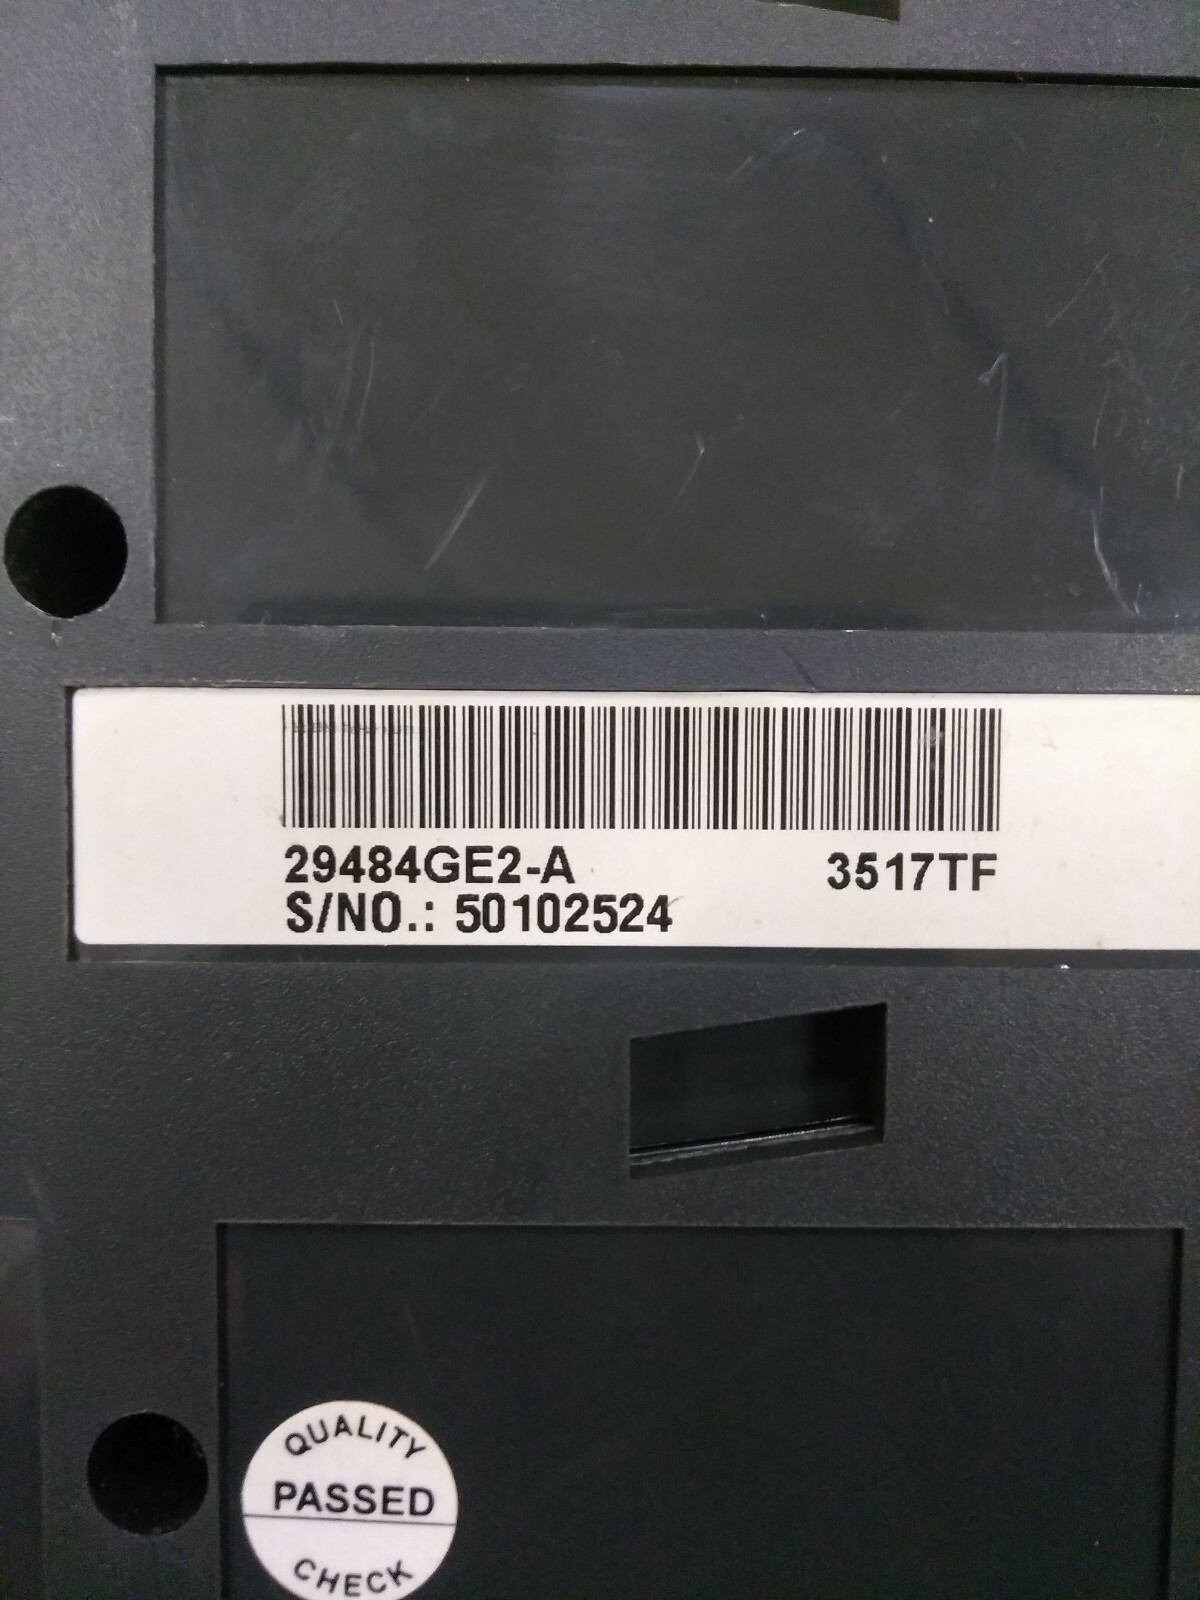 29484GE2-A 3517TF
S/NO.: 50102524
QUALITY
PASSED
CHECK